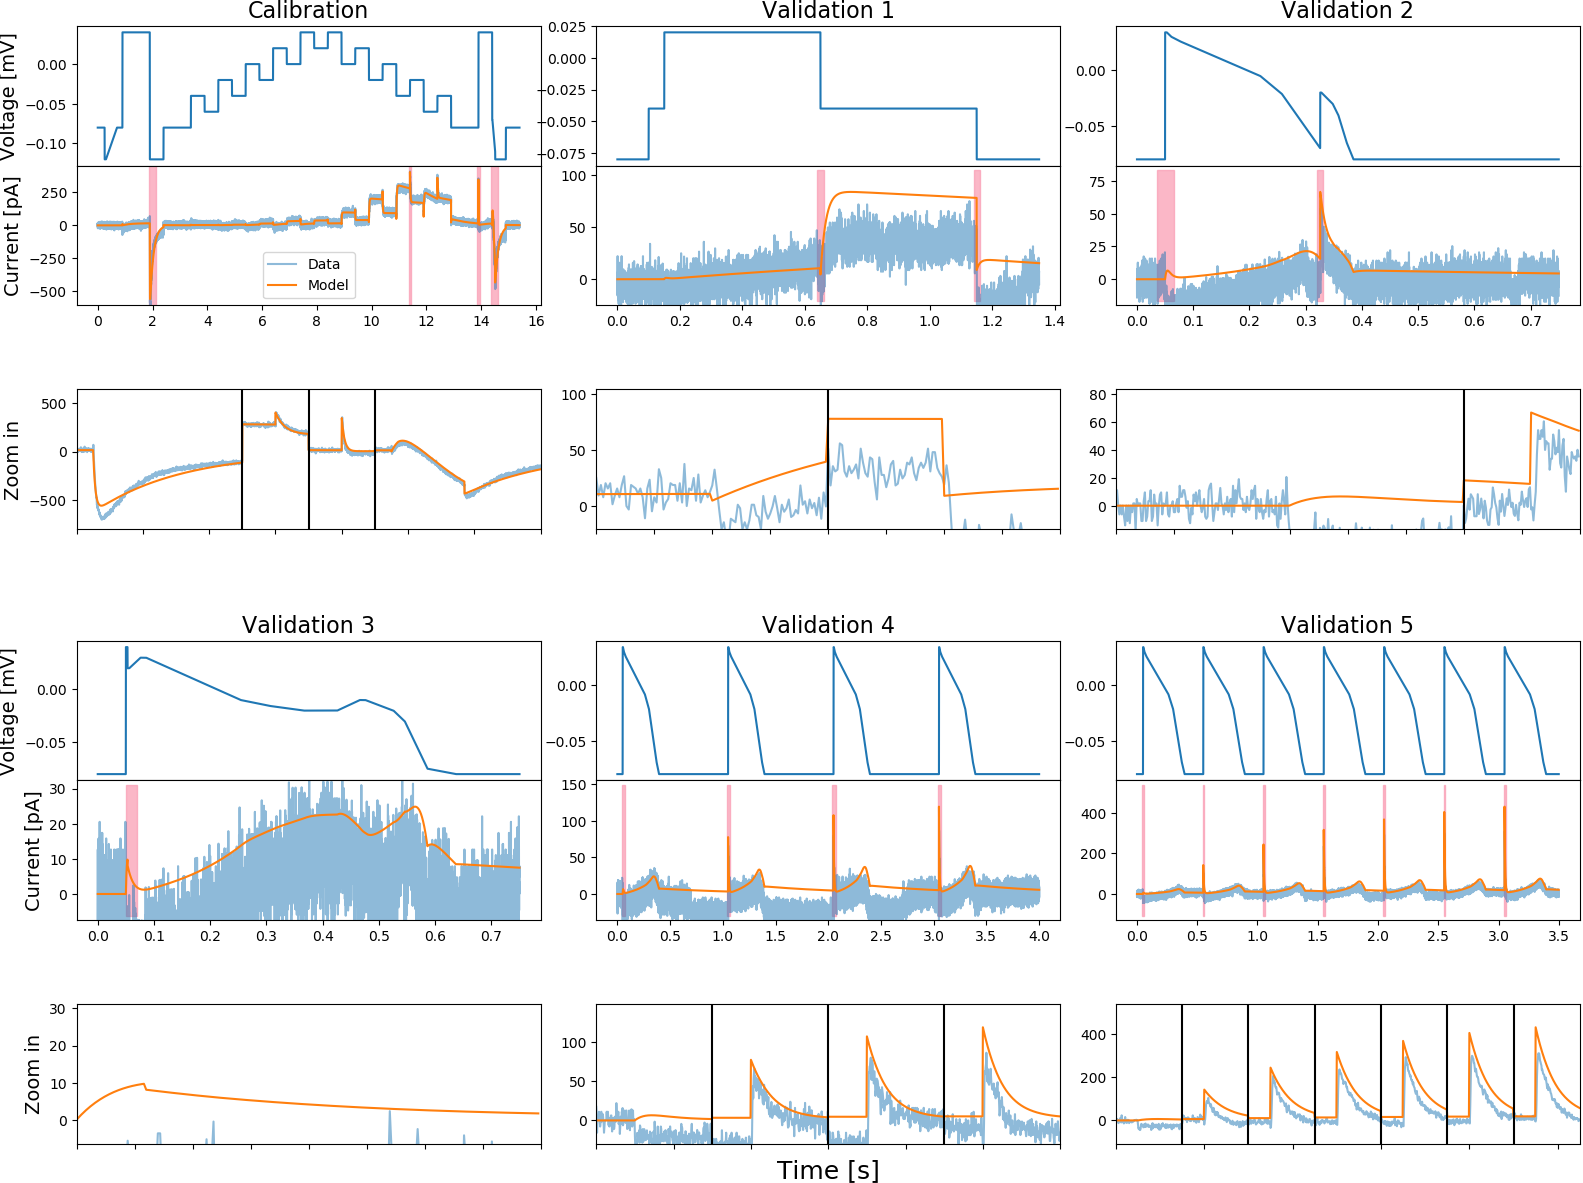 Calibration
Validation 1
Validation 2
Voltage [mV]
0.00
−0.05
−0.10
0.025
0.000
−0.025
−0.050
−0.075
0.00
−0.05
Current [pA]
250
0
−250
−500
Data
Model
100
50
0
75
50
25
0
0 2 4 6 8 10 12 14 16
0.0 0.2 0.4 0.6 0.8 1.0 1.2 1.4
0.0 0.1 0.2 0.3 0.4 0.5 0.6 0.7
Zoom in
500
0
−500
100
50
0
80
60
40
20
0
Validation 3
Validation 4
Validation 5
Voltage [mV]
0.00
−0.05
0.00
−0.05
0.00
−0.05
Current [pA]
30
20
10
0
150
100
50
0
400
200
0
0.0 0.1 0.2 0.3 0.4 0.5 0.6 0.7
0.0 0.5 1.0 1.5 2.0 2.5 3.0 3.5 4.0
0.0 0.5 1.0 1.5 2.0 2.5 3.0 3.5
Zoom in
30
20
10
0
100
50
0
400
200
0
Time [s]